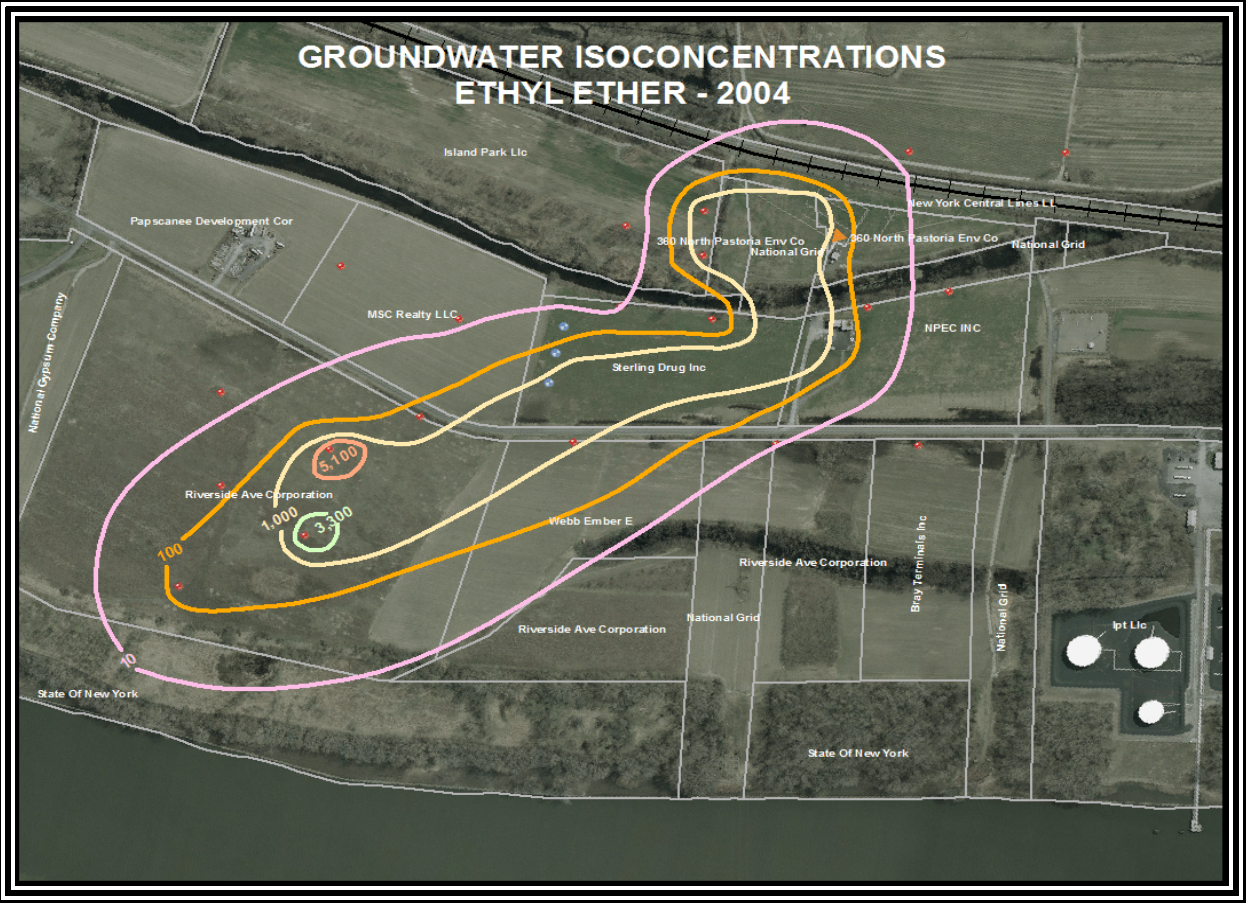 GROUNDWATER ISOCONCENTRATIONS
ETHYL ETHER - 2004
Island Park Llc
New York Central Lines LL
Papscanee Development Cor
360 North Pastoria Env Co
360 North Pastoria Env Co
National Grid
National Grid
MSC Realty LLC
NPEC INC
National Gypsum Company
Sterling Drug Inc
5,100
Riverside Ave Corporation
1,000
3,300
Webb Ember E
100
Riverside Ave Corporation
Bray Terminals Inc
National Grid
National Grid
Riverside Ave Corporation
Ipt Llc
10
State Of New York
State Of New York